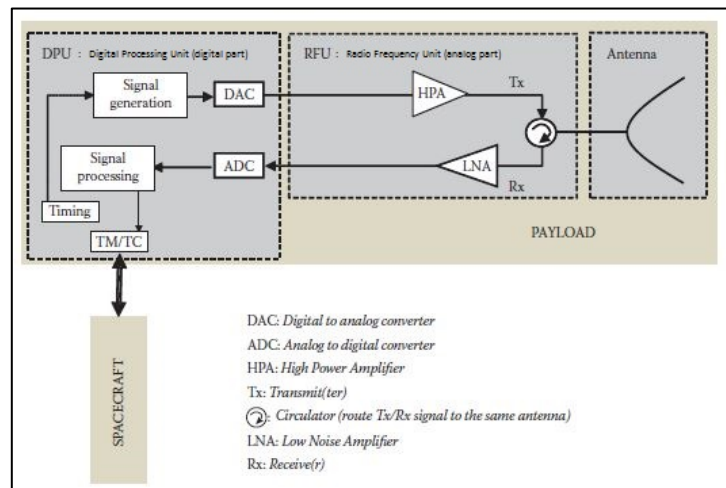 DPU : Digital Processing Unit (digital part)
RFU : Radio Frequency Unit (analog part)
Antenna
Signal
generation
DAC
HPA
Tx
Signal
processing
ADC
LNA
Rx
Timing
TM/TC
PAYLOAD
SPACECRAFT
DAC: Digital to analog converter
ADC: Analog to digital converter
HPA: High Power Amplifier
Tx: Transmit(ter)
: Circulator (route Tx/Rx signal to the same antenna)
LNA: Low Noise Amplifier
Rx: Receive(r)